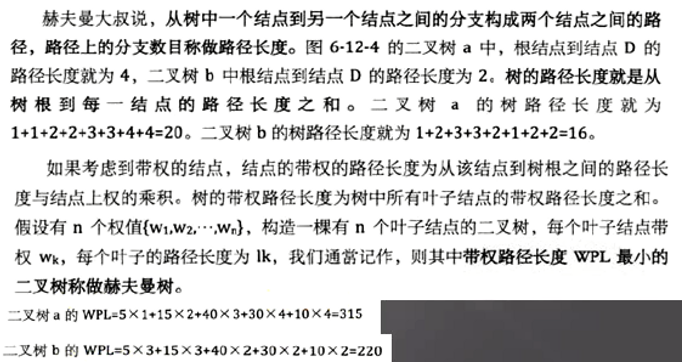 赫夫曼大叔说，从树中一个结点到另一个结点之间的分支构成两个结点之间的路
径，路径上的分支数目称做路径长度。图 6-12-4 的二叉树 a 中，根结点到结点 D 的
路径长度就为 4，二叉树 b 中根结点到结点 D 的路径长度为 2。树的路径长度就是从
树根到每一结点的路径长度之和。二叉树 a 的树路径长度就为
1+1+2+2+3+3+4+4=20。二叉树 b 的树路径长度就为 1+2+3+3+2+1+2+2=16。
如果考虑到带权的结点，结点的带权的路径长度为从该结点到树根之间的路径长
度与结点上权的乘积。树的带权路径长度为树中所有叶子结点的带权路径长度之和。
假设有 n 个权值{w₁,w₂,…,wₙ}，构造一棵有 n 个叶子结点的二叉树，每个叶子结点带
权 wₖ，每个叶子的路径长度为 lk，我们通常记作，则其中带权路径长度 WPL 最小的
二叉树称做赫夫曼树。
二叉树 a 的 WPL=5×1+15×2+40×3+30×4+10×4=315
二叉树 b 的 WPL=5×3+15×3+40×2+30×2+10×2=220